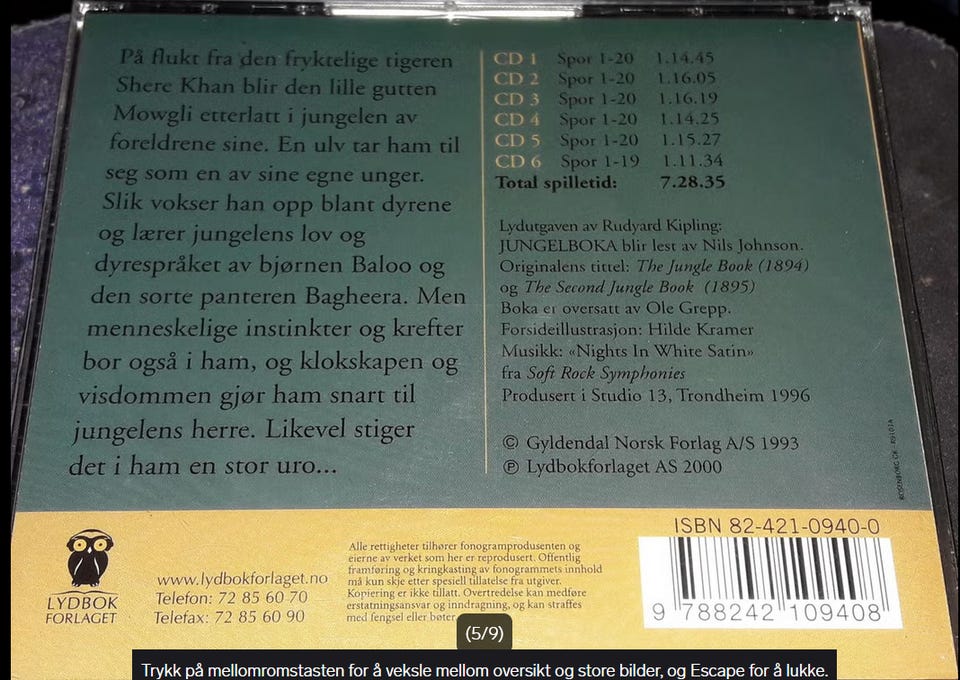 På flukt fra den fryktelige tigeren
Shere Khan blir den lille gutten
Mowgli etterlatt i jungelen av
foreldrene sine. En ulv tar ham til
seg som en av sine egne unger.
Slik vokser han opp blant dyrene
og lærer jungelens lov og
dyrespråket av bjørnen Baloo og
den sorte panteren Bagheera. Men
menneskelige instinkter og krefter
bor også i ham, og klokskapen og
visdommen gjør ham snart til
jungelens herre. Likevel stiger
det i ham en stor uro...
CD 1 Spor 1-20 1.14.45
CD 2 Spor 1-20 1.16.05
CD 3 Spor 1-20 1.16.19
CD 4 Spor 1-20 1.14.25
CD 5 Spor 1-20 1.15.27
CD 6 Spor 1-19 1.11.34
Total spilletid: 7.28.35
Lydutgaven av Rudyard Kipling:
JUNGELBOKA blir lest av Nils Johnson.
Originalens tittel: The Jungle Book (1894)
og The Second Jungle Book (1895)
Boka er oversatt av Ole Grepp.
Forsideillustrasjon: Hilde Kramer
Musikk: «Nights In White Satin»
fra Soft Rock Symphonies
Produsert i Studio 13, Trondheim 1996
© Gyldendal Norsk Forlag A/S 1993
℗ Lydbokforlaget AS 2000
LYDBOK
FORLAGET
www.lydbokforlaget.no
Telefon: 72 85 60 70
Telefax: 72 85 60 90
Alle rettigheter tilhører fonogramprodusenten og
eierne av verket som her er reprodusert. Offentlig
framføring og kringkasting av fonogrammets innhold
må kun skje etter spesiell tillatelse fra utgiver.
Kopiering er ikke tillatt. Overtredelse kan medføre
erstatningsansvar og inndragning, og kan straffes
med fengsel eller bøter.
ISBN 82-421-0940-0
9 788242 109408
(5/9)
Trykk på mellomromstasten for å veksle mellom oversikt og store bilder, og Escape for å lukke.